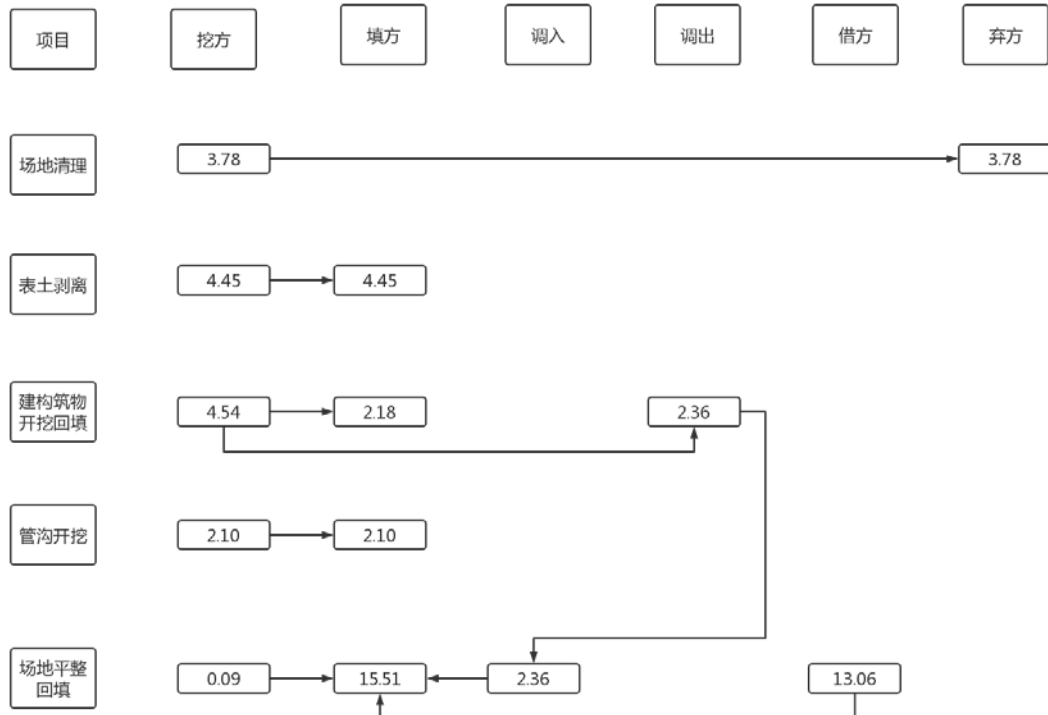 项目 挖方 填方 调入 调出 借方 弃方
场地清理 3.78 3.78
表土剥离 4.45 4.45
建构筑物
开挖回填
4.54 2.18 2.36
管沟开挖 2.10 2.10
场地平整
回填
0.09 15.51 2.36 13.06